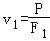 v₁ = P / F₁